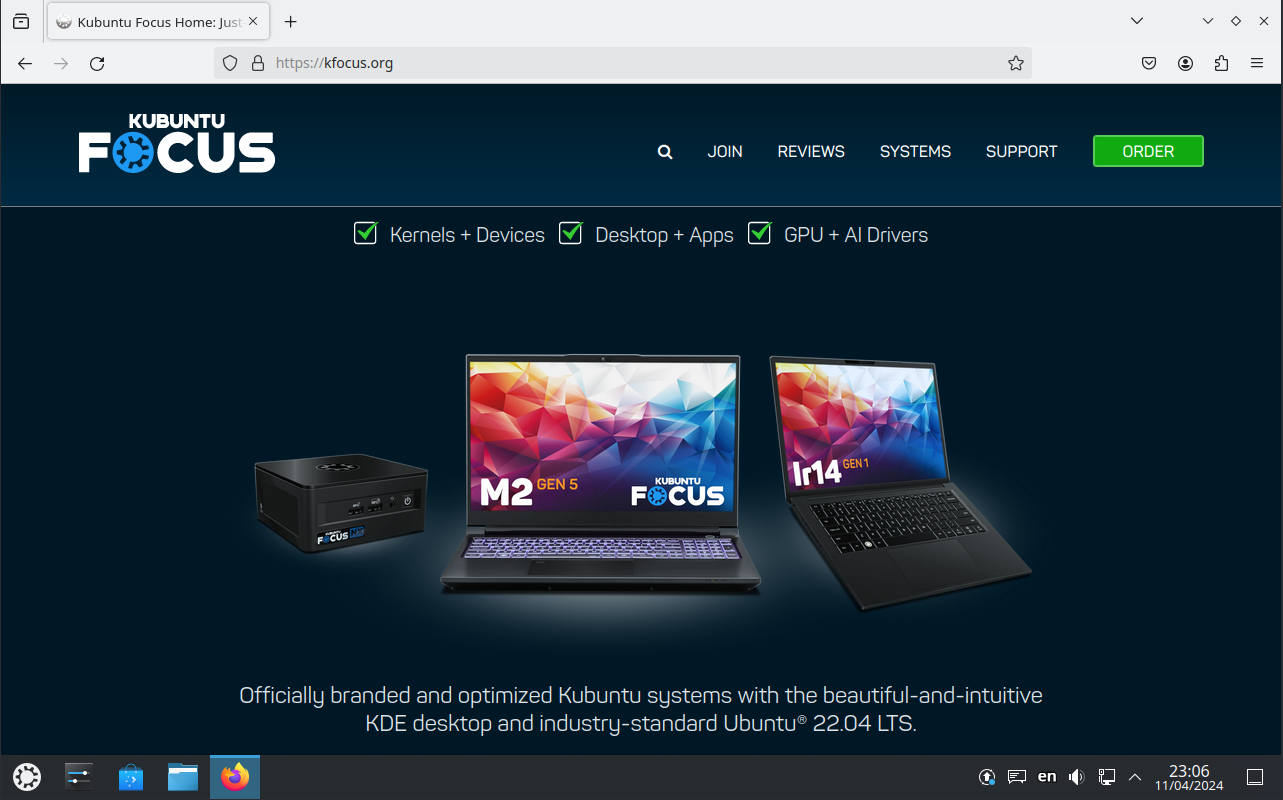 Kubuntu Focus Home: Just
https://kfocus.org
KUBUNTU
FOCUS
JOIN
REVIEWS
SYSTEMS
SUPPORT
ORDER
Kernels + Devices
Desktop + Apps
GPU + AI Drivers
M2 GEN 5
KUBUNTU
FOCUS
Ir14 GEN 1
KUBUNTU
FOCUS NX
Officially branded and optimized Kubuntu systems with the beautiful-and-intuitive
KDE desktop and industry-standard Ubuntu® 22.04 LTS.
en
23:06
11/04/2024